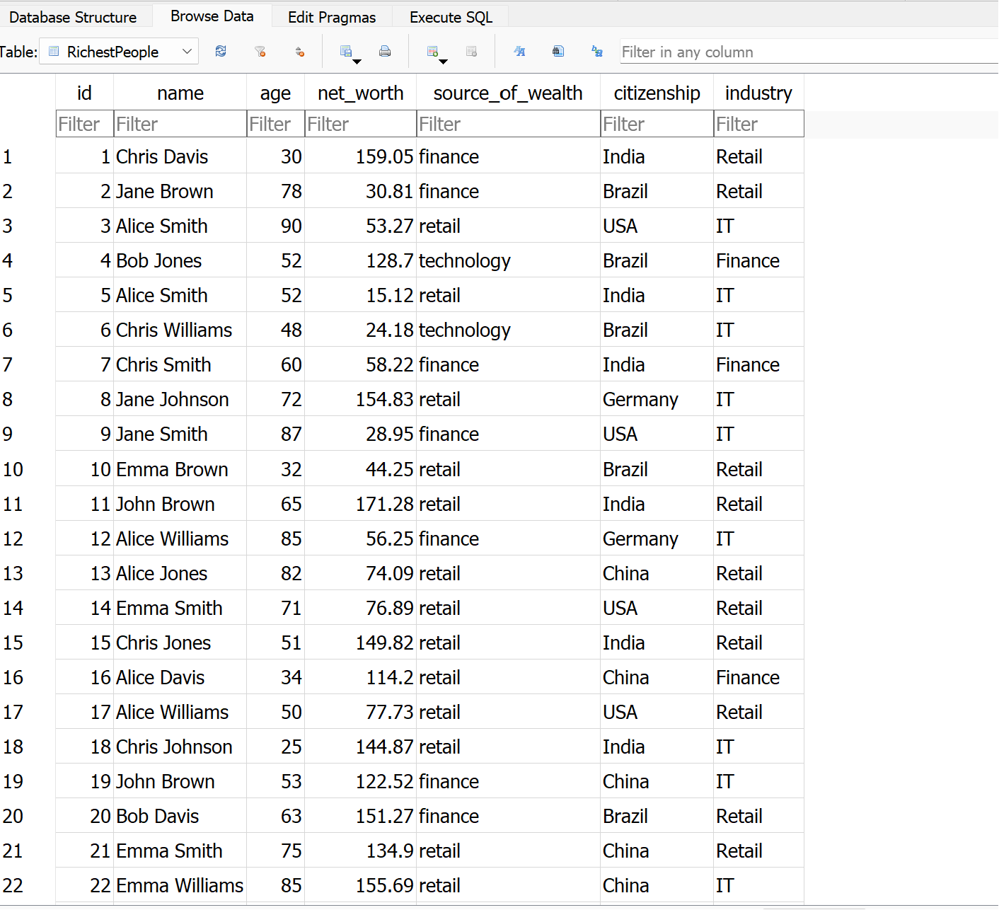 Database Structure Browse Data Edit Pragmas Execute SQL
Table: RichestPeople Filter in any column
id name age net_worth source_of_wealth citizenship industry
Filter Filter Filter Filter Filter Filter Filter
1 1 Chris Davis 30 159.05 finance India Retail
2 2 Jane Brown 78 30.81 finance Brazil Retail
3 3 Alice Smith 90 53.27 retail USA IT
4 4 Bob Jones 52 128.7 technology Brazil Finance
5 5 Alice Smith 52 15.12 retail India IT
6 6 Chris Williams 48 24.18 technology Brazil IT
7 7 Chris Smith 60 58.22 finance India Finance
8 8 Jane Johnson 72 154.83 retail Germany IT
9 9 Jane Smith 87 28.95 finance USA IT
10 10 Emma Brown 32 44.25 retail Brazil Retail
11 11 John Brown 65 171.28 retail India Retail
12 12 Alice Williams 85 56.25 finance Germany IT
13 13 Alice Jones 82 74.09 retail China Retail
14 14 Emma Smith 71 76.89 retail USA Retail
15 15 Chris Jones 51 149.82 retail India Retail
16 16 Alice Davis 34 114.2 retail China Finance
17 17 Alice Williams 50 77.73 retail USA Retail
18 18 Chris Johnson 25 144.87 retail India IT
19 19 John Brown 53 122.52 finance China IT
20 20 Bob Davis 63 151.27 finance Brazil Retail
21 21 Emma Smith 75 134.9 retail China Retail
22 22 Emma Williams 85 155.69 retail China IT